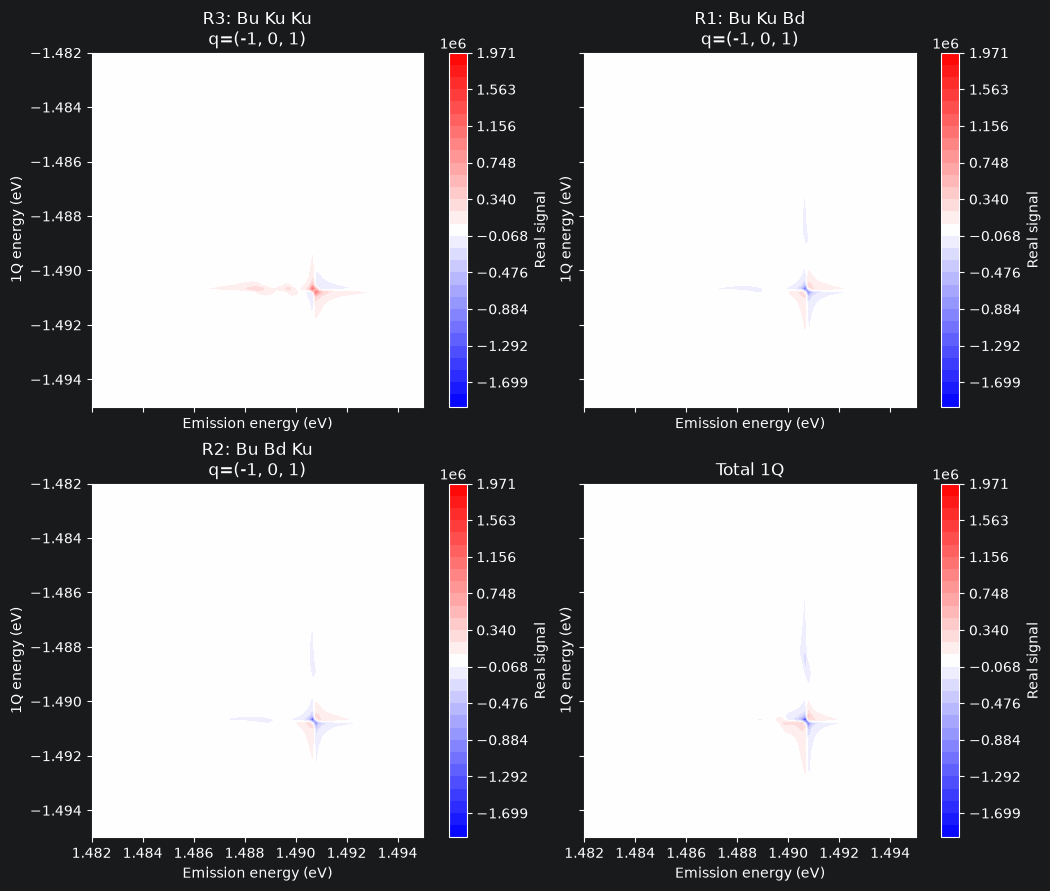 R3: Bu Ku Ku
q=(-1, 0, 1)
1e6
−1.482
−1.484
−1.486
−1.488
−1.490
−1.492
−1.494
1Q energy (eV)
Emission energy (eV)
1.971
1.563
1.156
0.748
0.340
−0.068
−0.476
−0.884
−1.292
−1.699
Real signal
R1: Bu Ku Bd
q=(-1, 0, 1)
1e6
1Q energy (eV)
Emission energy (eV)
1.971
1.563
1.156
0.748
0.340
−0.068
−0.476
−0.884
−1.292
−1.699
Real signal
R2: Bu Bd Ku
q=(-1, 0, 1)
1e6
−1.482
−1.484
−1.486
−1.488
−1.490
−1.492
−1.494
1Q energy (eV)
1.482 1.484 1.486 1.488 1.490 1.492 1.494
Emission energy (eV)
1.971
1.563
1.156
0.748
0.340
−0.068
−0.476
−0.884
−1.292
−1.699
Real signal
Total 1Q
1e6
1Q energy (eV)
1.482 1.484 1.486 1.488 1.490 1.492 1.494
Emission energy (eV)
1.971
1.563
1.156
0.748
0.340
−0.068
−0.476
−0.884
−1.292
−1.699
Real signal